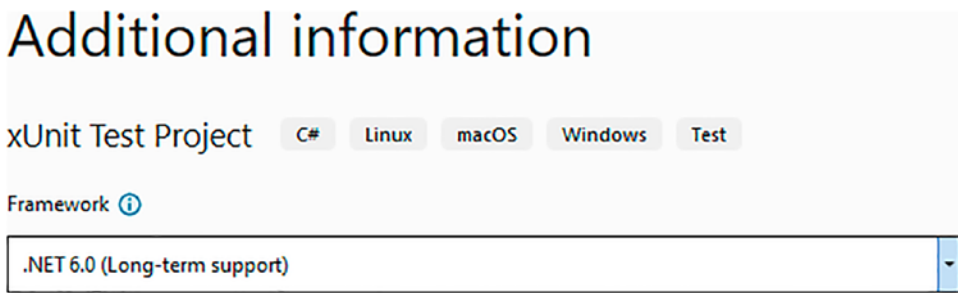 Additional information
xUnit Test Project C# Linux macOS Windows Test
Framework
.NET 6.0 (Long-term support)